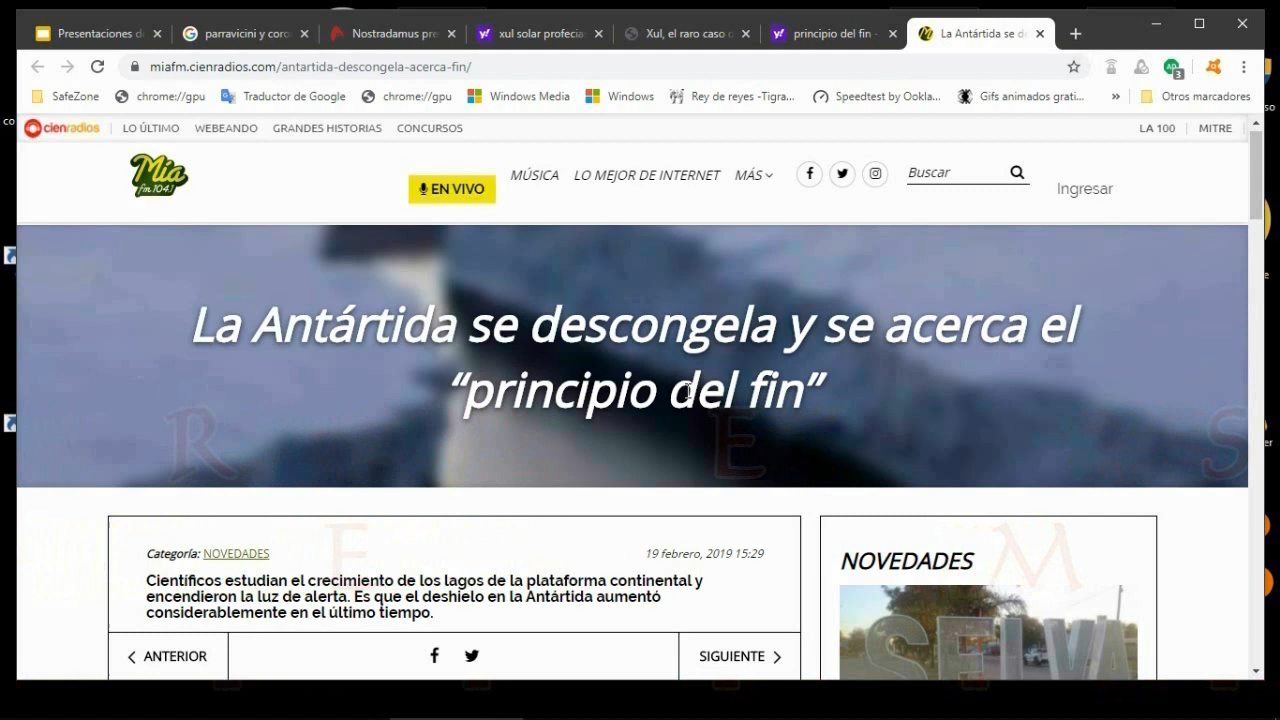 Presentaciones de
parravicini y coro
Nostradamus pre
xul solar profecia
Xul, el raro caso d
principio del fin -
La Antártida se de
miafm.cienradios.com/antartida-descongela-acerca-fin/
SafeZone
chrome://gpu
Traductor de Google
chrome://gpu
Windows Media
Windows
Rey de reyes -Tigra...
Speedtest by Ookla...
Gifs animados grati...
»
Otros marcadores
cienradios
LO ÚLTIMO
WEBEANDO
GRANDES HISTORIAS
CONCURSOS
LA 100
MITRE
Mía
fm 104.1
EN VIVO
MÚSICA
LO MEJOR DE INTERNET
MÁS
Buscar
Ingresar
La Antártida se descongela y se acerca el
“principio del fin”
R E S
E M
Categoría: NOVEDADES
19 febrero, 2019 15:29
Científicos estudian el crecimiento de los lagos de la plataforma continental y
encendieron la luz de alerta. Es que el deshielo en la Antártida aumentó
considerablemente en el último tiempo.
ANTERIOR
SIGUIENTE
NOVEDADES
SELVA